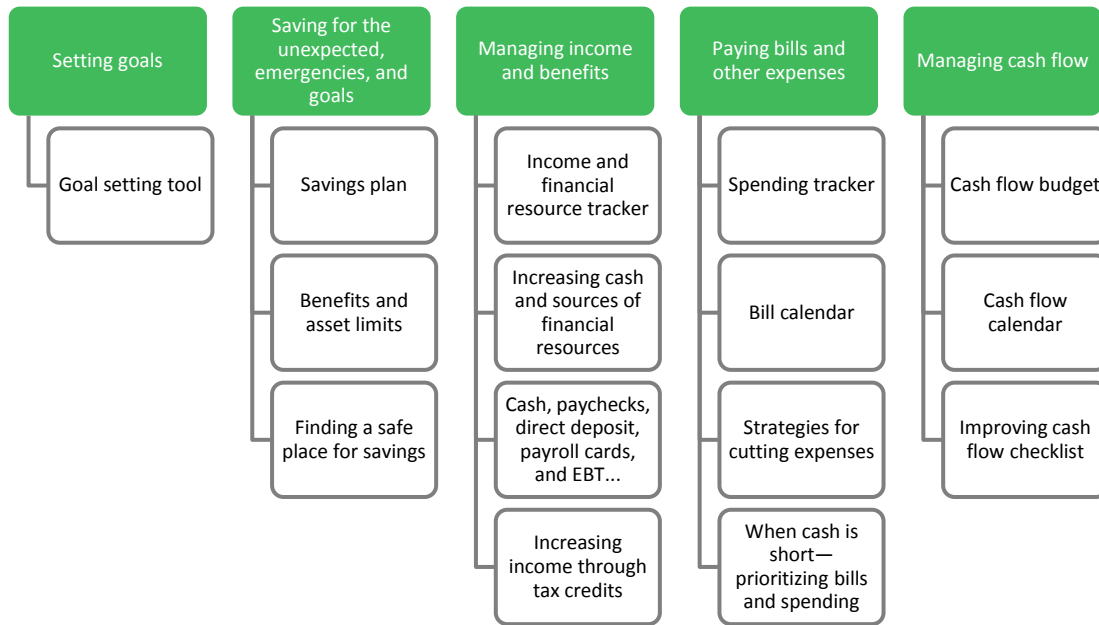 Setting goals
Goal setting tool
Saving for the
unexpected,
emergencies, and
goals
Savings plan
Benefits and
asset limits
Finding a safe
place for savings
Managing income
and benefits
Income and
financial
resource tracker
Increasing cash
and sources of
financial
resources
Cash, paychecks,
direct deposit,
payroll cards,
and EBT...
Increasing
income through
tax credits
Paying bills and
other expenses
Spending tracker
Bill calendar
Strategies for
cutting expenses
When cash is
short—
prioritizing bills
and spending
Managing cash flow
Cash flow budget
Cash flow
calendar
Improving cash
flow checklist